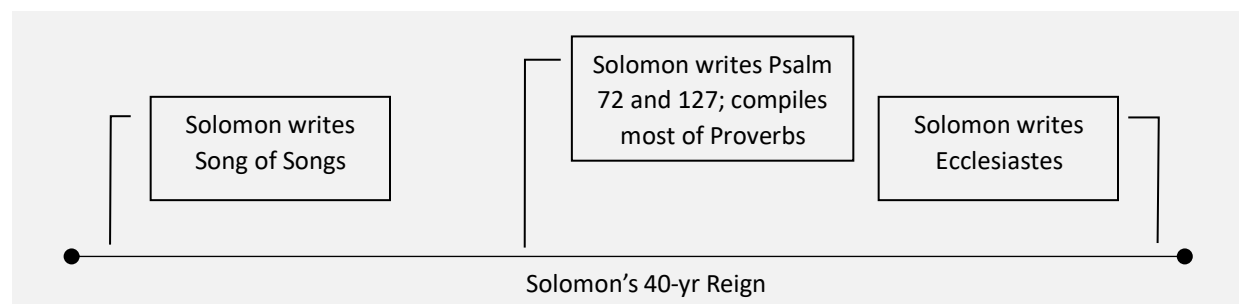 Solomon writes
Song of Songs
Solomon writes Psalm
72 and 127; compiles
most of Proverbs
Solomon writes
Ecclesiastes
Solomon’s 40-yr Reign